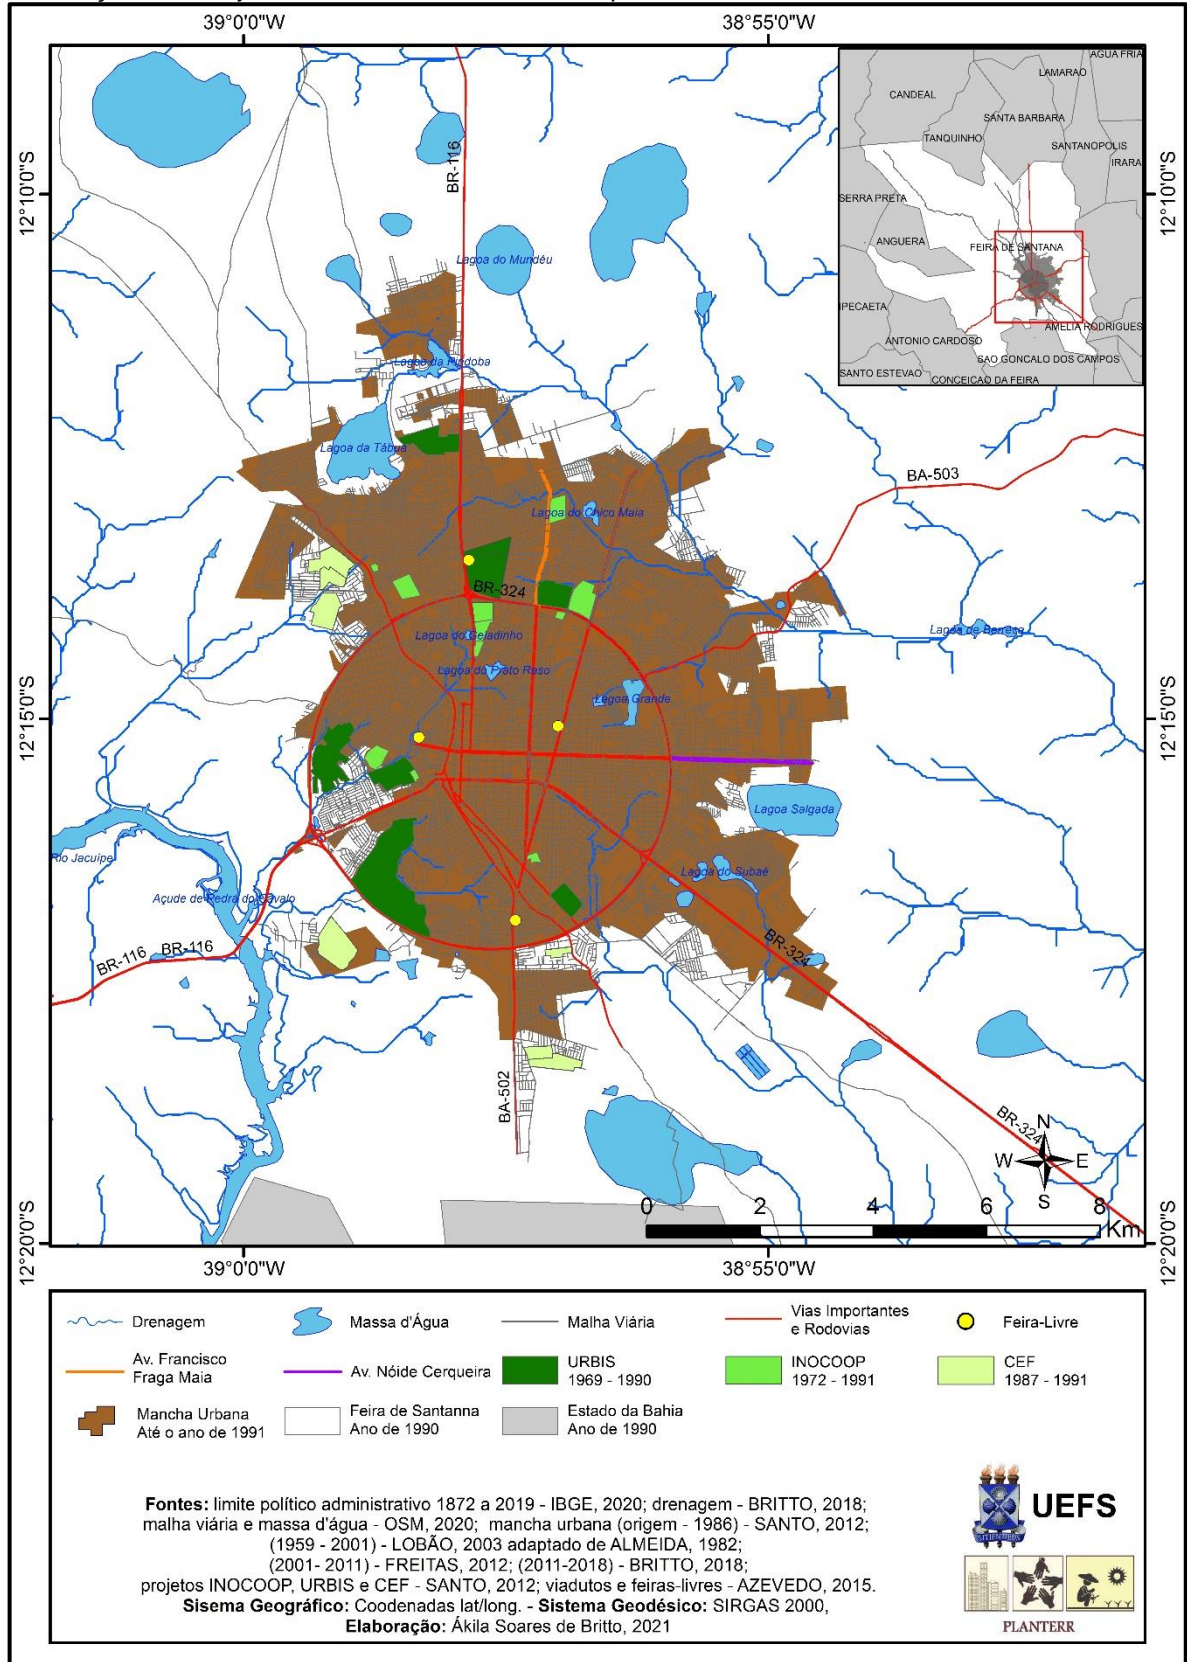 39°0'0"W
38°55'0"W
AGUA FRIA
LAMARAO
CANDEAL
SANTA BARBARA
TANQUINHO
SANTANOPOLIS
IRARA
SERRA PRETA
ANGUERA
FEIRA DE SANTANA
IPECAETA
AMELIA RODRIGUES
ANTONIO CARDOSO
SAO GONCALO DOS CAMPOS
SANTO ESTEVAO
CONCEICAO DA FEIRA
12°10'0"S
12°10'0"S
BR-116
Lagoa do Mundéu
Lagoa da Pindoba
Lagoa da Tábua
BA-503
Lagoa do Chico Maia
BR-324
Lagoa do Geladinho
Lagoa de Berreca
Lagoa do Prato Raso
Lagoa Grande
12°15'0"S
12°15'0"S
Lagoa Salgada
Rio Jacuípe
Lagoa do Subaé
Açude de Pedra do Cavalo
BR-116
BR-116
BR-324
BA-502
BR-324
N
W
E
S
0 2 4 6 8
Km
12°20'0"S
12°20'0"S
39°0'0"W
38°55'0"W
Drenagem
Massa d'Água
Malha Viária
Vias Importantes
e Rodovias
Feira-Livre
Av. Francisco
Fraga Maia
Av. Nóide Cerqueira
URBIS
1969 - 1990
INOCOOP
1972 - 1991
CEF
1987 - 1991
Mancha Urbana
Até o ano de 1991
Feira de Santanna
Ano de 1990
Estado da Bahia
Ano de 1990
Fontes: limite político administrativo 1872 a 2019 - IBGE, 2020; drenagem - BRITTO, 2018;
malha viária e massa d'água - OSM, 2020; mancha urbana (origem - 1986) - SANTO, 2012;
(1959 - 2001) - LOBÃO, 2003 adaptado de ALMEIDA, 1982;
(2001- 2011) - FREITAS, 2012; (2011-2018) - BRITTO, 2018;
projetos INOCOOP, URBIS e CEF - SANTO, 2012; viadutos e feiras-livres - AZEVEDO, 2015.
Sisema Geográfico: Coodenadas lat/long. - Sistema Geodésico: SIRGAS 2000,
Elaboração: Ákila Soares de Britto, 2021
UEFS
PLANTERR